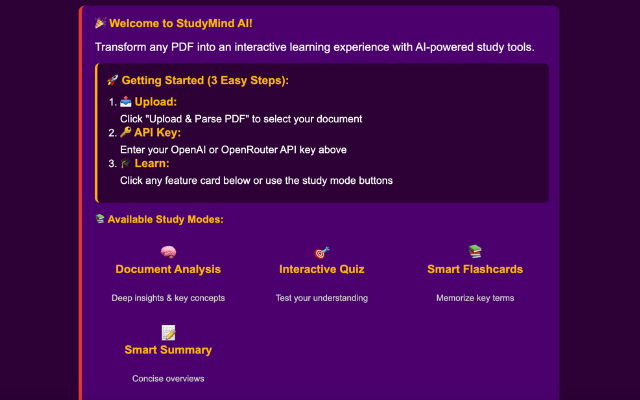 🎉 Welcome to StudyMind AI!
Transform any PDF into an interactive learning experience with AI-powered study tools.
🚀 Getting Started (3 Easy Steps):
1. 📤 Upload:
Click "Upload & Parse PDF" to select your document
2. 🔑 API Key:
Enter your OpenAI or OpenRouter API key above
3. 🎓 Learn:
Click any feature card below or use the study mode buttons
📚 Available Study Modes:
🧠 Document Analysis
Deep insights & key concepts
🎯 Interactive Quiz
Test your understanding
📚 Smart Flashcards
Memorize key terms
📝 Smart Summary
Concise overviews